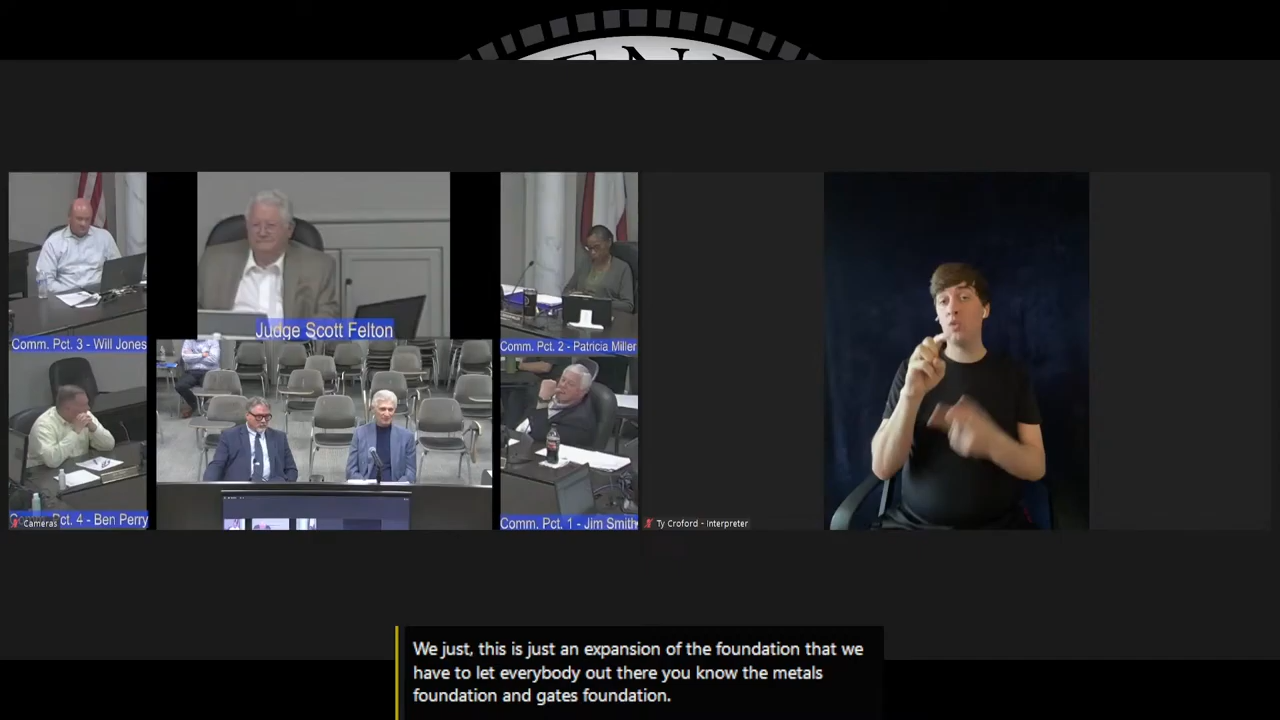 Judge Scott Felton
Comm. Pct. 3 - Will Jones
Comm. Pct. 2 - Patricia Miller
Cameras
Pct. 4 - Ben Perry
Comm. Pct. 1 - Jim Smith
Ty Croford - Interpreter
We just, this is just an expansion of the foundation that we
have to let everybody out there you know the metals
foundation and gates foundation.